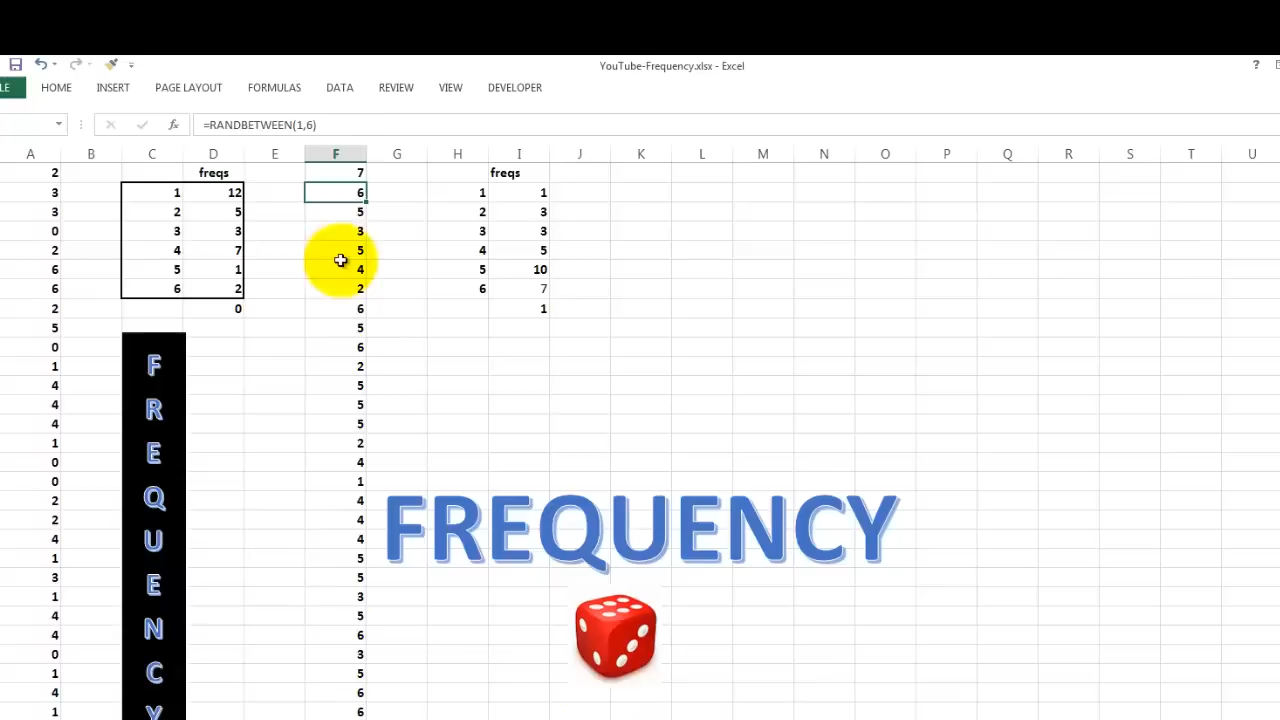 YouTube-Frequency.xlsx - Excel
?
LE HOME INSERT PAGE LAYOUT FORMULAS DATA REVIEW VIEW DEVELOPER
fx =RANDBETWEEN(1,6)
A B C D E F G H I J K L M N O P Q R S T U
2 freqs 7 freqs
3 1 12 6 1 1
3 2 5 5 2 3
0 3 3 3 3 3
2 4 7 5 4 5
6 5 1 4 5 10
6 6 2 2 6 7
2 0 6 1
5 5
0 6
1 2
4 5
4 5
4 5
1 2
0 4
0 1
2 4
2 4
4 4
1 5
3 5
1 3
4 5
4 6
0 3
1 5
4 6
1 6
F
R
E
Q
U
E
N
C
Y
FREQUENCY